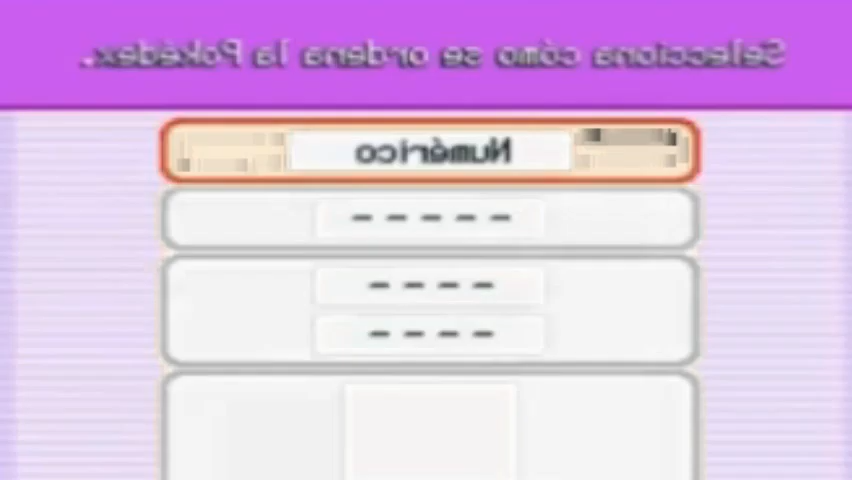 Selecciona cómo se ordena la Pokédex.
Numérico
-----
----
----